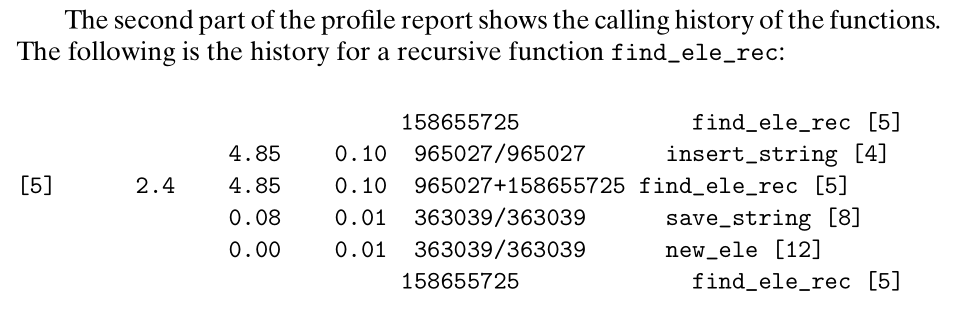 The second part of the profile report shows the calling history of the functions.
The following is the history for a recursive function find_ele_rec:
158655725 find_ele_rec [5]
4.85 0.10 965027/965027 insert_string [4]
[5] 2.4 4.85 0.10 965027+158655725 find_ele_rec [5]
0.08 0.01 363039/363039 save_string [8]
0.00 0.01 363039/363039 new_ele [12]
158655725 find_ele_rec [5]